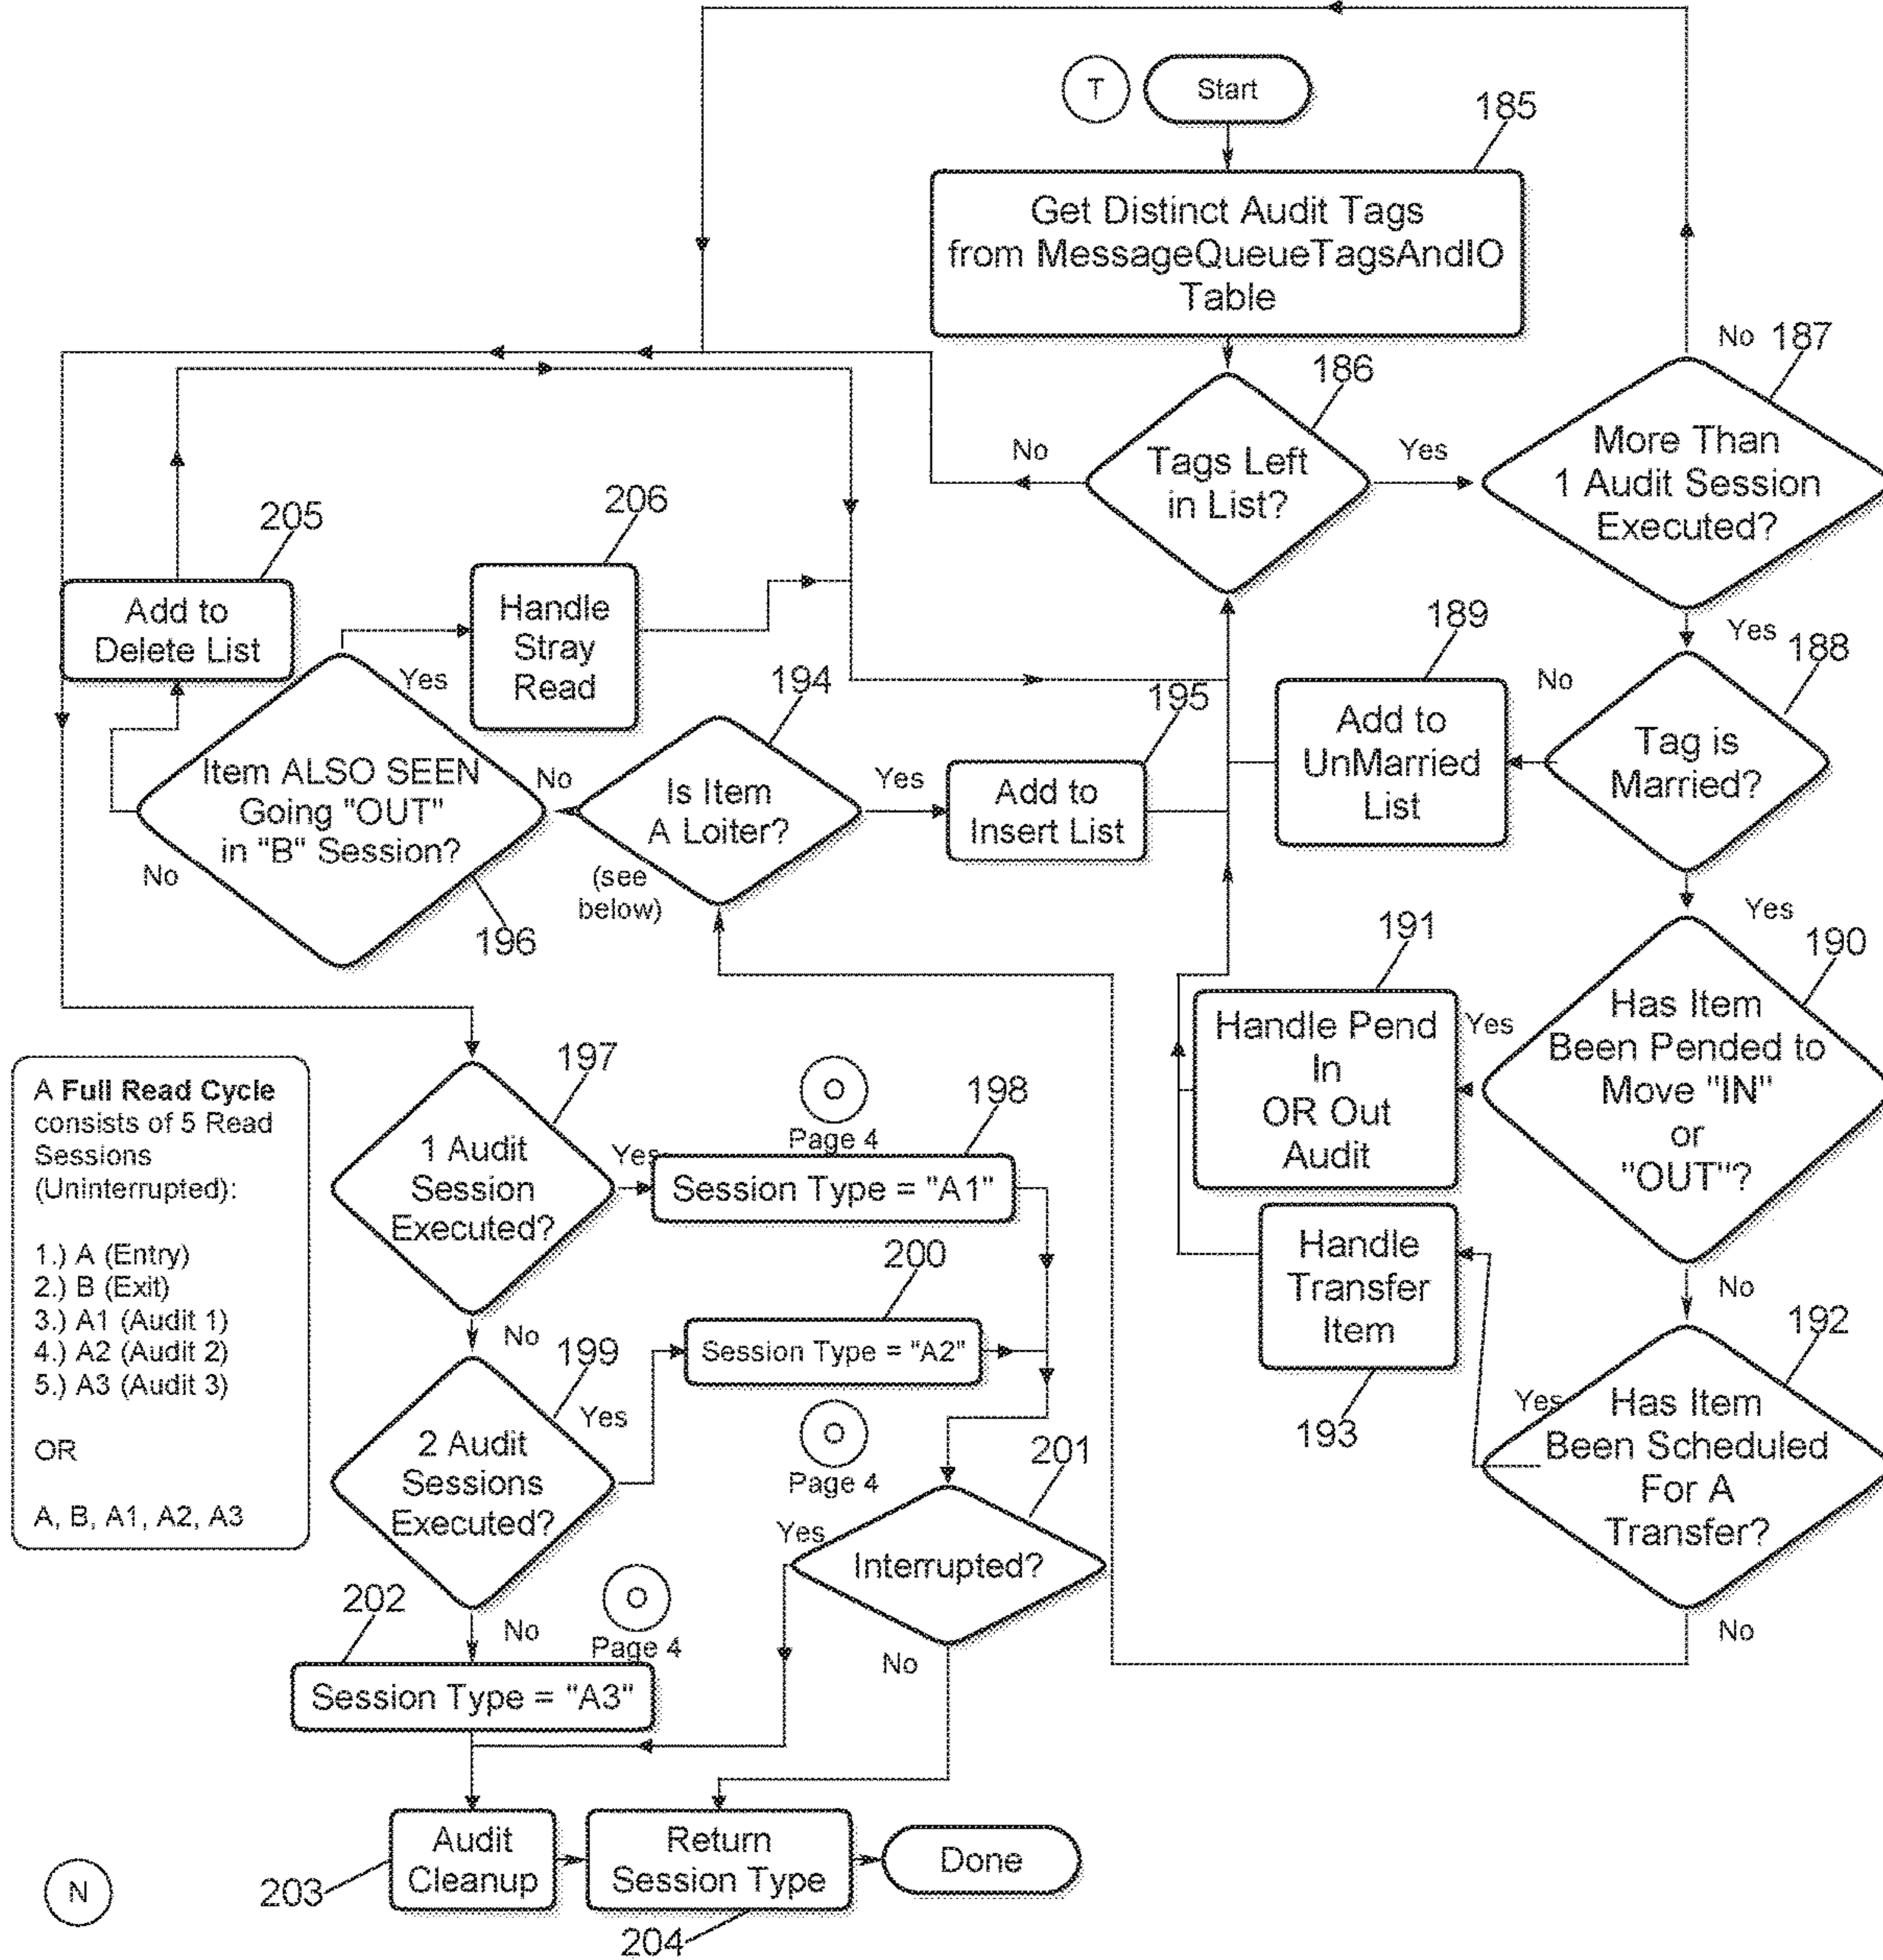 T
Start
185
Get Distinct Audit Tags
from MessageQueueTagsAndIO
Table
No
187
186
Tags Left
in List?
No
Yes
More Than
1 Audit Session
Executed?
Yes
205
Add to
Delete List
206
Handle
Stray
Read
Yes
189
Add to
UnMarried
List
No
188
Tag is
Married?
Yes
194
195
Item ALSO SEEN
Going "OUT"
in "B" Session?
No
No
196
Is Item
A Loiter?
(see
below)
Yes
Add to
Insert List
191
Handle Pend
In
OR Out
Audit
Yes
190
Has Item
Been Pended to
Move "IN"
or
"OUT"?
No
A Full Read Cycle
consists of 5 Read
Sessions
(Uninterrupted):
1.) A (Entry)
2.) B (Exit)
3.) A1 (Audit 1)
4.) A2 (Audit 2)
5.) A3 (Audit 3)
OR
A, B, A1, A2, A3
197
1 Audit
Session
Executed?
Yes
No
O
Page 4
198
Session Type = "A1"
200
Session Type = "A2"
O
Page 4
Handle
Transfer
Item
193
192
Yes
Has Item
Been Scheduled
For A
Transfer?
No
199
2 Audit
Sessions
Executed?
Yes
No
201
Interrupted?
Yes
No
202
O
Page 4
Session Type = "A3"
Audit
Cleanup
203
Return
Session Type
204
Done
N